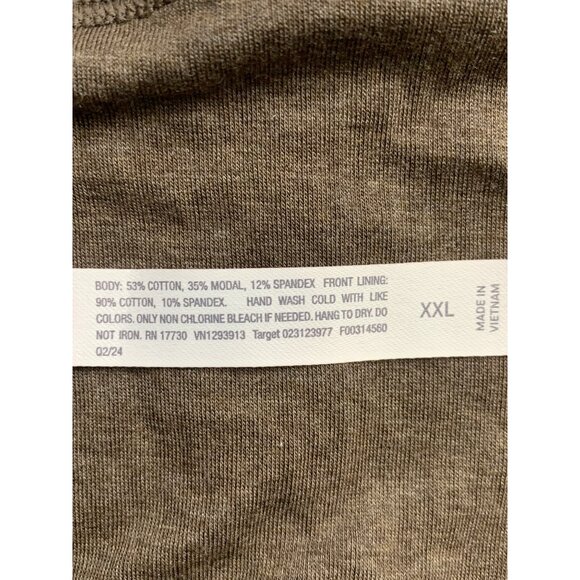 BODY: 53% COTTON, 35% MODAL, 12% SPANDEX FRONT LINING:
90% COTTON, 10% SPANDEX. HAND WASH COLD WITH LIKE
COLORS. ONLY NON CHLORINE BLEACH IF NEEDED. HANG TO DRY. DO
NOT IRON. RN 17730 VN1293913 Target 023123977 F00314560
Q2/24
XXL
MADE IN
VIETNAM